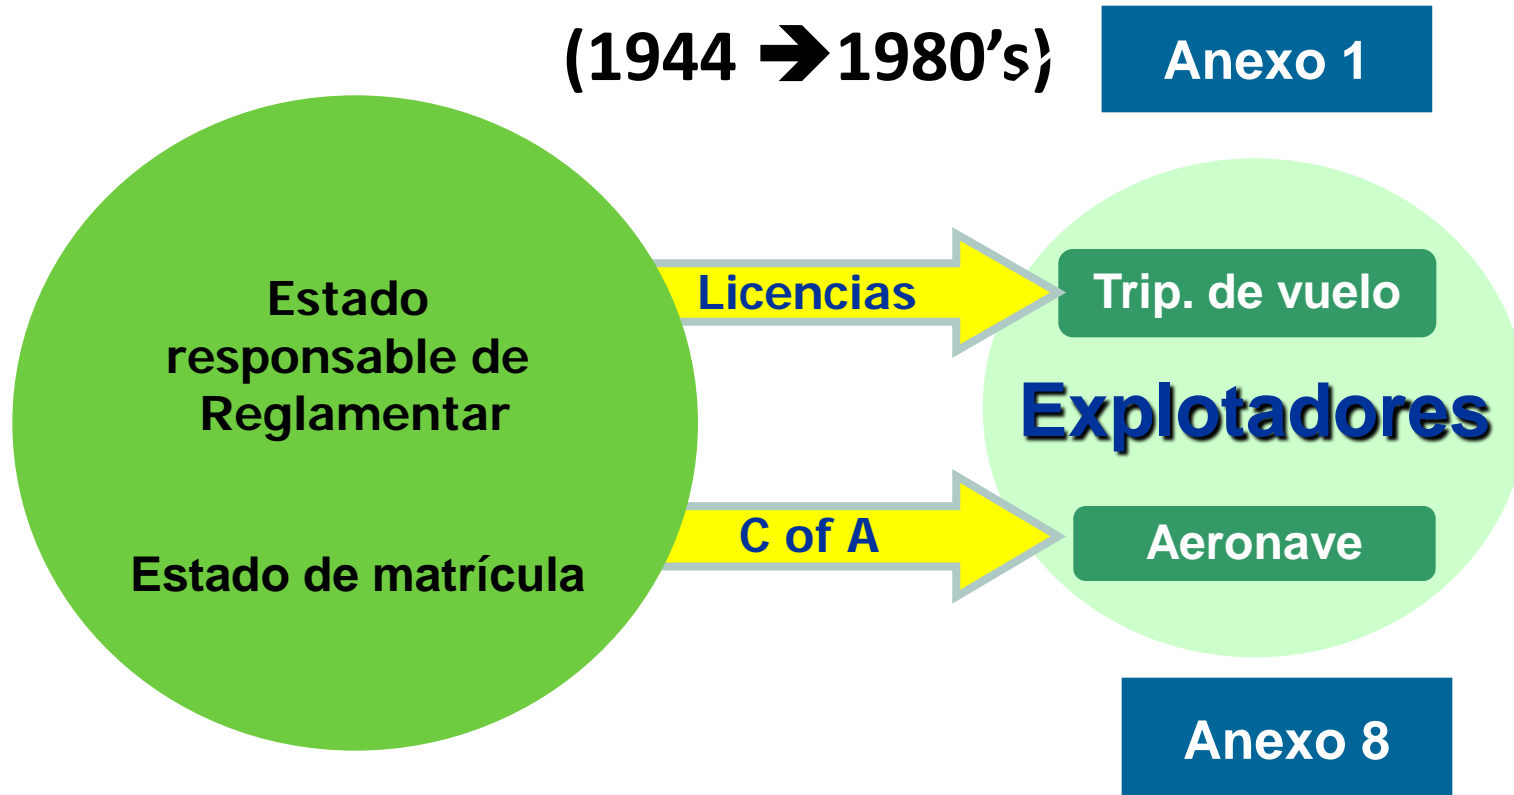 (1944 🡺1980’s)
Anexo 1
Estado
responsable de
Reglamentar
Estado de matrícula
Licencias
C of A
Trip. de vuelo
Explotadores
Aeronave
Anexo 8